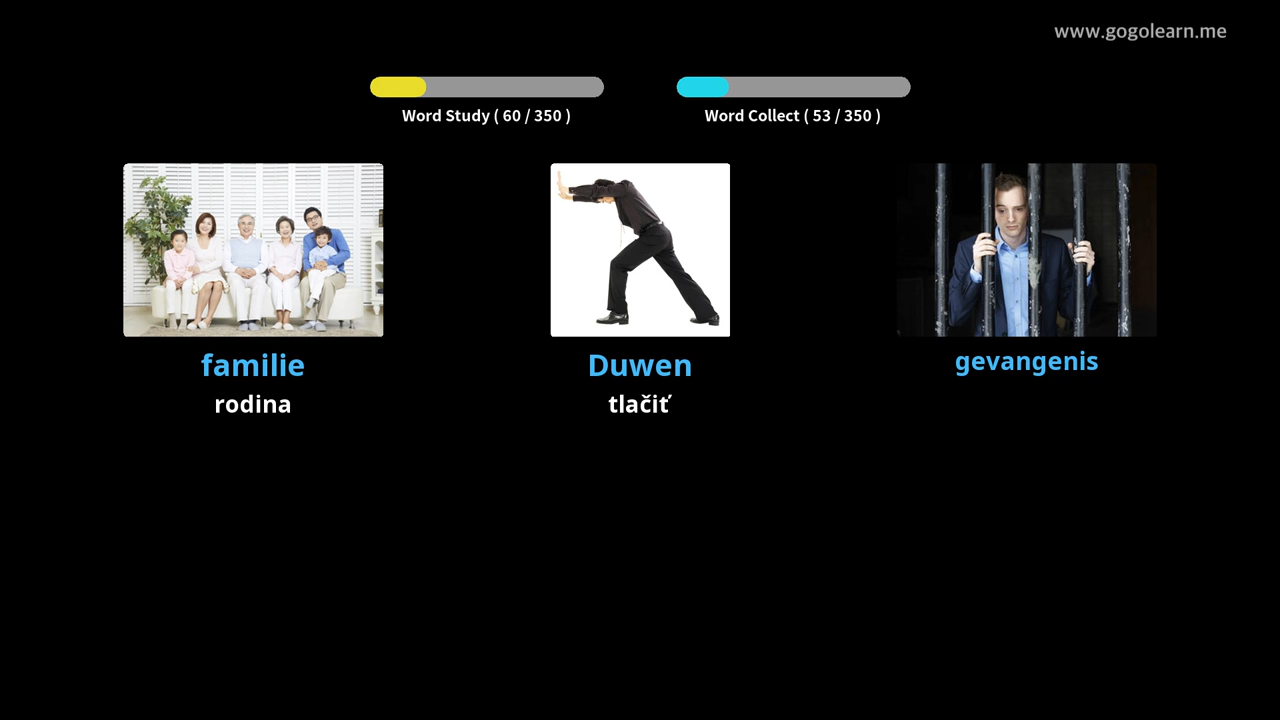 www.gogolearn.me
Word Study ( 60 / 350 )
Word Collect ( 53 / 350 )
familie
Duwen
gevangenis
rodina
tlačiť